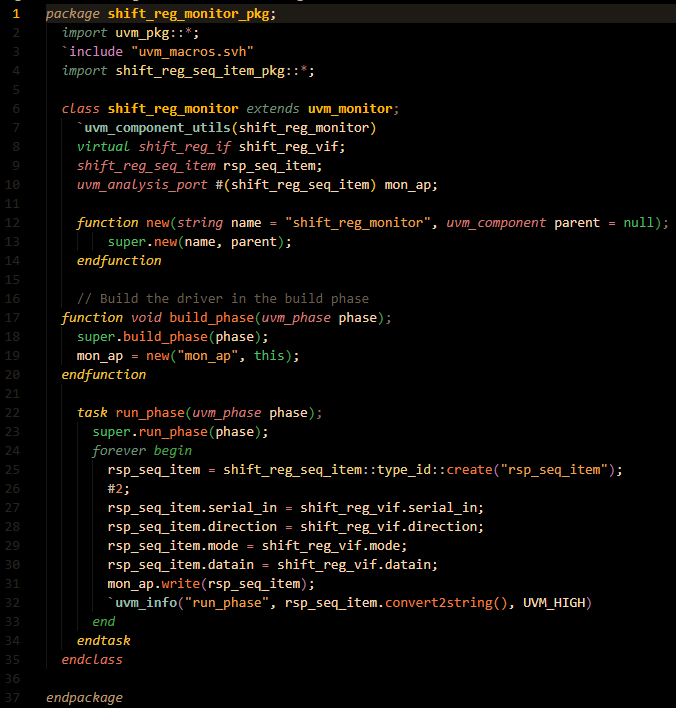 1 package shift_reg_monitor_pkg;
2 import uvm_pkg::*;
3 `include "uvm_macros.svh"
4 import shift_reg_seq_item_pkg::*;
5
6 class shift_reg_monitor extends uvm_monitor;
7 `uvm_component_utils(shift_reg_monitor)
8 virtual shift_reg_if shift_reg_vif;
9 shift_reg_seq_item rsp_seq_item;
10 uvm_analysis_port #(shift_reg_seq_item) mon_ap;
11
12 function new(string name = "shift_reg_monitor", uvm_component parent = null);
13 super.new(name, parent);
14 endfunction
15
16 // Build the driver in the build phase
17 function void build_phase(uvm_phase phase);
18 super.build_phase(phase);
19 mon_ap = new("mon_ap", this);
20 endfunction
21
22 task run_phase(uvm_phase phase);
23 super.run_phase(phase);
24 forever begin
25 rsp_seq_item = shift_reg_seq_item::type_id::create("rsp_seq_item");
26 #2;
27 rsp_seq_item.serial_in = shift_reg_vif.serial_in;
28 rsp_seq_item.direction = shift_reg_vif.direction;
29 rsp_seq_item.mode = shift_reg_vif.mode;
30 rsp_seq_item.datain = shift_reg_vif.datain;
31 mon_ap.write(rsp_seq_item);
32 `uvm_info("run_phase", rsp_seq_item.convert2string(), UVM_HIGH)
33 end
34 endtask
35 endclass
36
37 endpackage